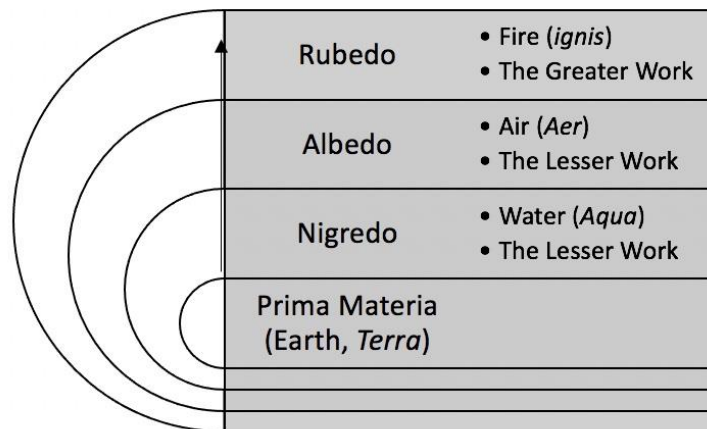 Rubedo
• Fire (ignis)
• The Greater Work
Albedo
• Air (Aer)
• The Lesser Work
Nigredo
• Water (Aqua)
• The Lesser Work
Prima Materia
(Earth, Terra)